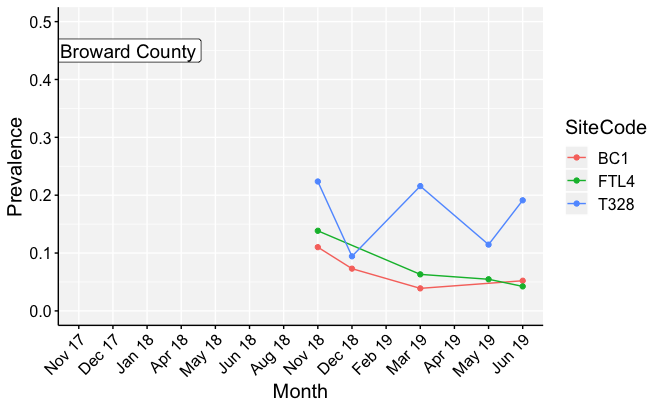 0.5
Broward County
0.4
0.3
0.2
0.1
0.0
Prevalence
Nov 17
Dec 17
Jan 18
Apr 18
May 18
Jun 18
Aug 18
Nov 18
Dec 18
Feb 19
Mar 19
Apr 19
May 19
Jun 19
Month
SiteCode
BC1
FTL4
T328